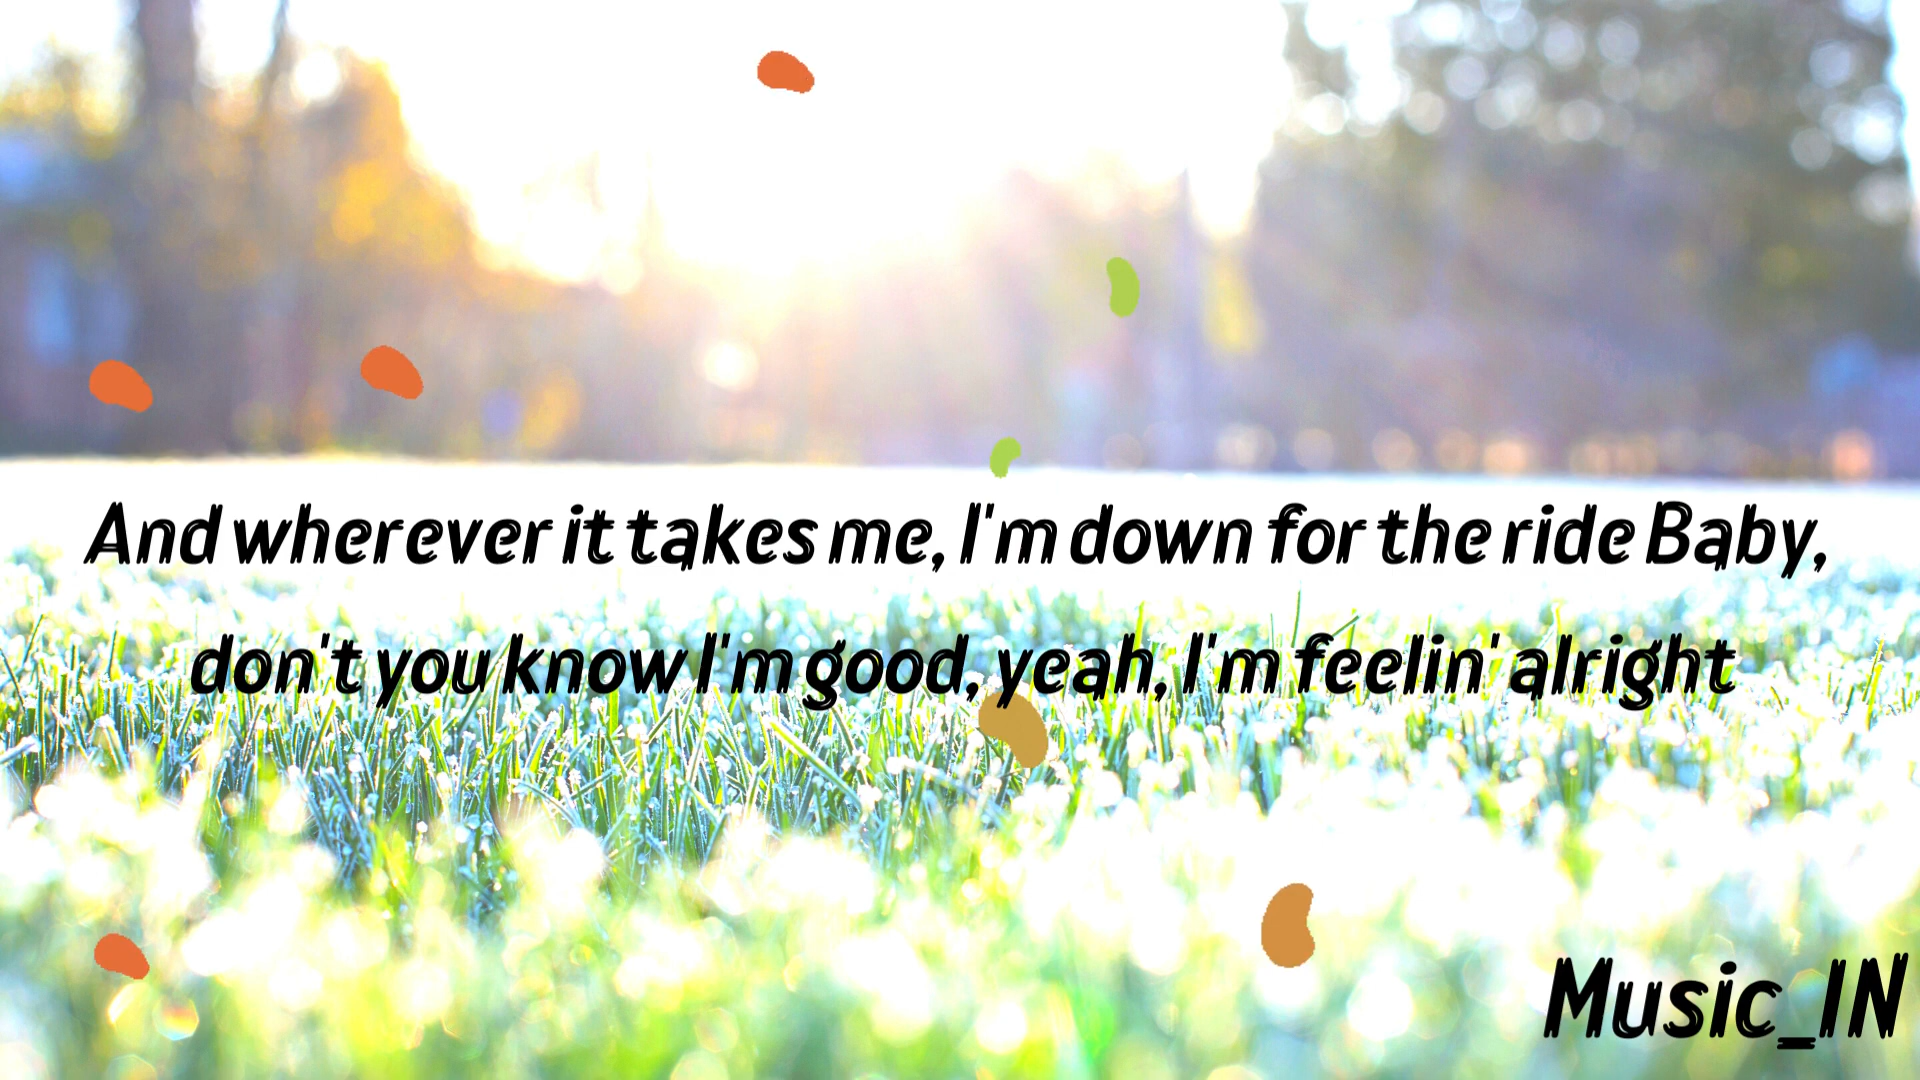 And wherever it takes me, I'm down for the ride Baby,
don't you know I'm good, yeah, I'm feelin' alright
Music_IN